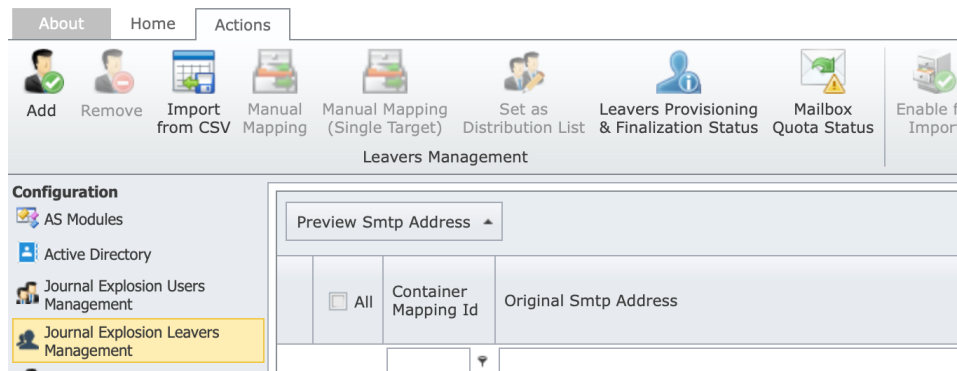 About Home Actions
Add Remove Import from CSV Manual Mapping Manual Mapping (Single Target) Set as Distribution List Leavers Provisioning & Finalization Status Mailbox Quota Status Enable
Leavers Management
Configuration
AS Modules
Active Directory
Journal Explosion Users
Management
Journal Explosion Leavers
Management
Preview Smtp Address
All
Container
Mapping Id
Original Smtp Address